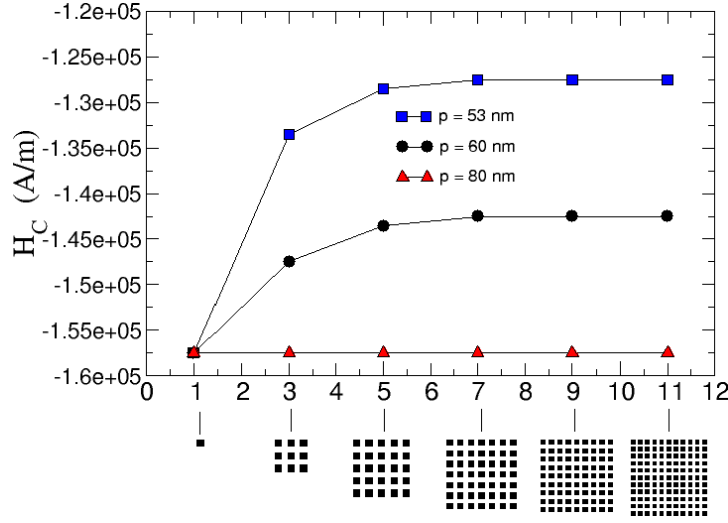 -1.2e+05
-1.25e+05
-1.3e+05
-1.35e+05
-1.4e+05
-1.45e+05
-1.5e+05
-1.55e+05
-1.6e+05
H_C (A/m)
p = 53 nm
p = 60 nm
p = 80 nm
0 1 2 3 4 5 6 7 8 9 10 11 12